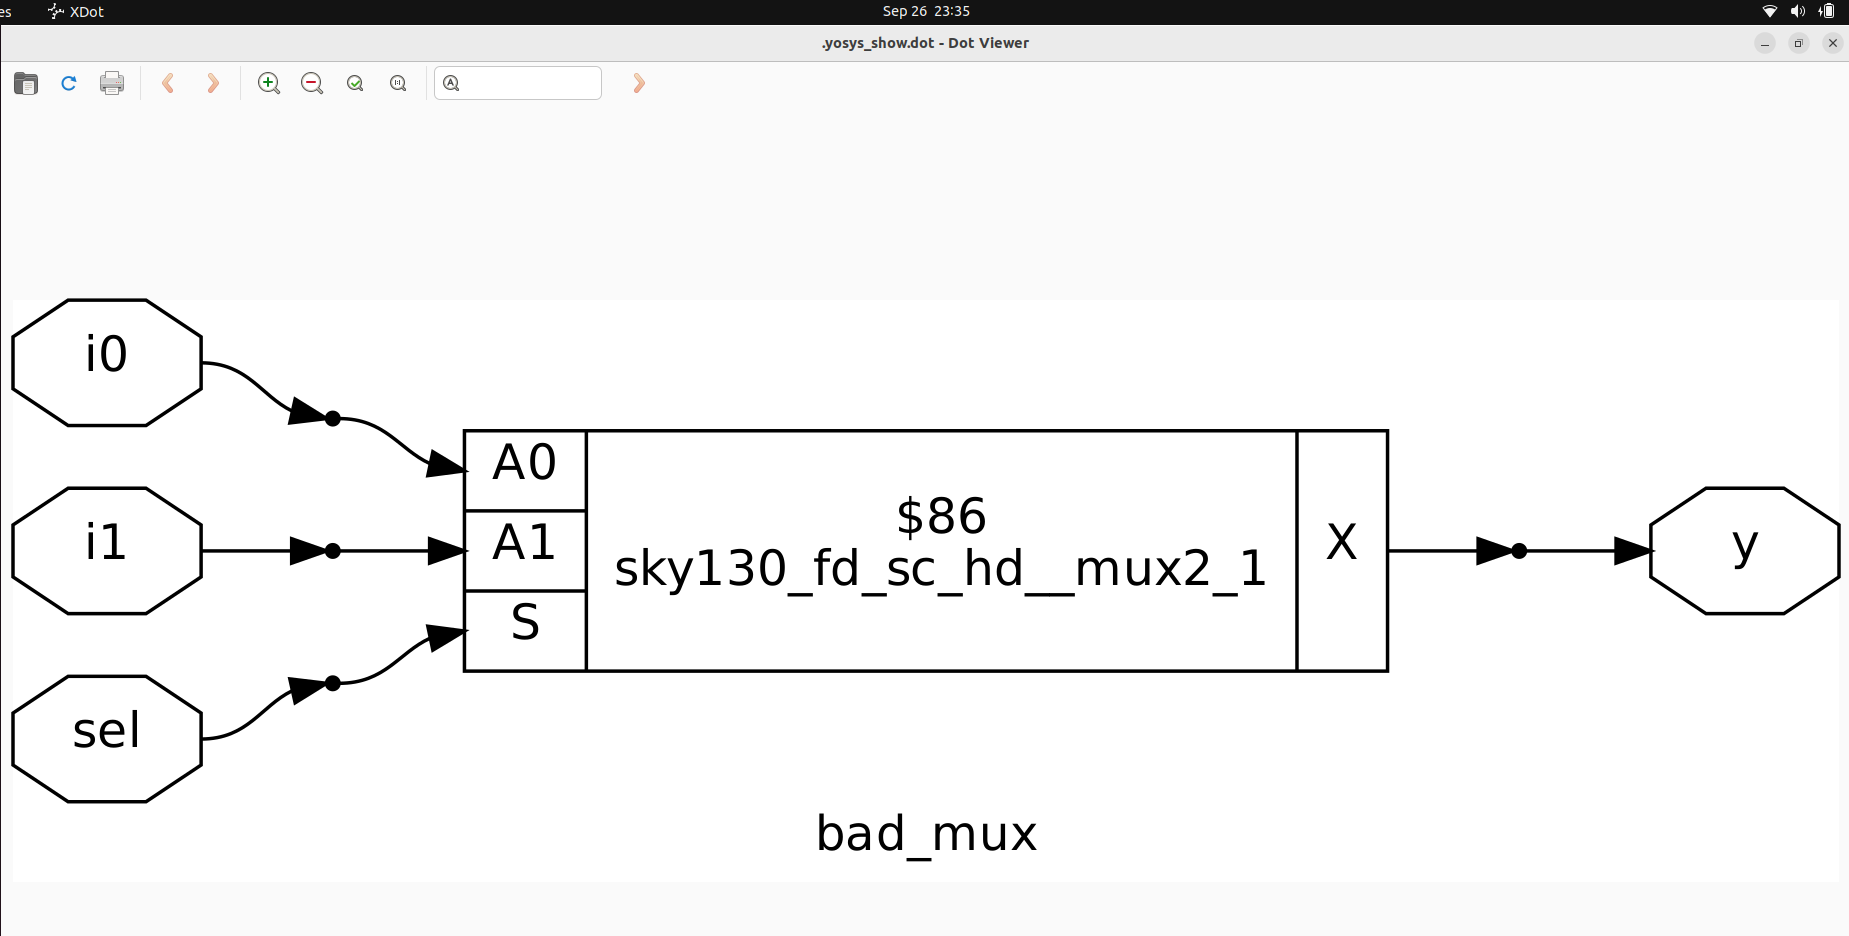 es XDot Sep 26 23:35
.yosys_show.dot - Dot Viewer
i0
i1
sel
A0
A1
S
$86
sky130_fd_sc_hd__mux2_1
X
y
bad_mux